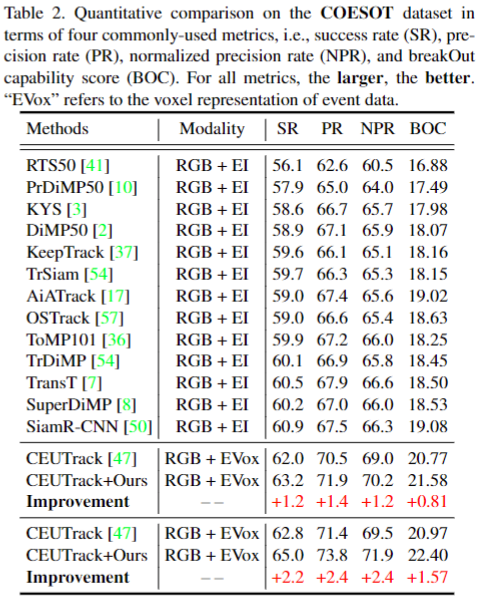 Table 2. Quantitative comparison on the COESOT dataset in
terms of four commonly-used metrics, i.e., success rate (SR), pre-
cision rate (PR), normalized precision rate (NPR), and breakOut
capability score (BOC). For all metrics, the larger, the better.
“EVox” refers to the voxel representation of event data.
Methods Modality SR PR NPR BOC
RTS50 [41] RGB + EI 56.1 62.6 60.5 16.88
PrDiMP50 [10] RGB + EI 57.9 65.0 64.0 17.49
KYS [3] RGB + EI 58.6 66.7 65.7 17.98
DiMP50 [2] RGB + EI 58.9 67.1 65.9 18.07
KeepTrack [37] RGB + EI 59.6 66.1 65.1 18.16
TrSiam [54] RGB + EI 59.7 66.3 65.3 18.15
AiATrack [17] RGB + EI 59.0 67.4 65.6 19.02
OSTrack [57] RGB + EI 59.0 66.6 65.4 18.63
ToMP101 [36] RGB + EI 59.9 67.2 66.0 18.25
TrDiMP [54] RGB + EI 60.1 66.9 65.8 18.45
TransT [7] RGB + EI 60.5 67.9 66.6 18.50
SuperDiMP [8] RGB + EI 60.2 67.0 66.0 18.53
SiamR-CNN [50] RGB + EI 60.9 67.5 66.3 19.08
CEUTrack [47] RGB + EVox 62.0 70.5 69.0 20.77
CEUTrack+Ours RGB + EVox 63.2 71.9 70.2 21.58
Improvement −− +1.2 +1.4 +1.2 +0.81
CEUTrack [47] RGB + EVox 62.8 71.4 69.5 20.97
CEUTrack+Ours RGB + EVox 65.0 73.8 71.9 22.40
Improvement −− +2.2 +2.4 +2.4 +1.57